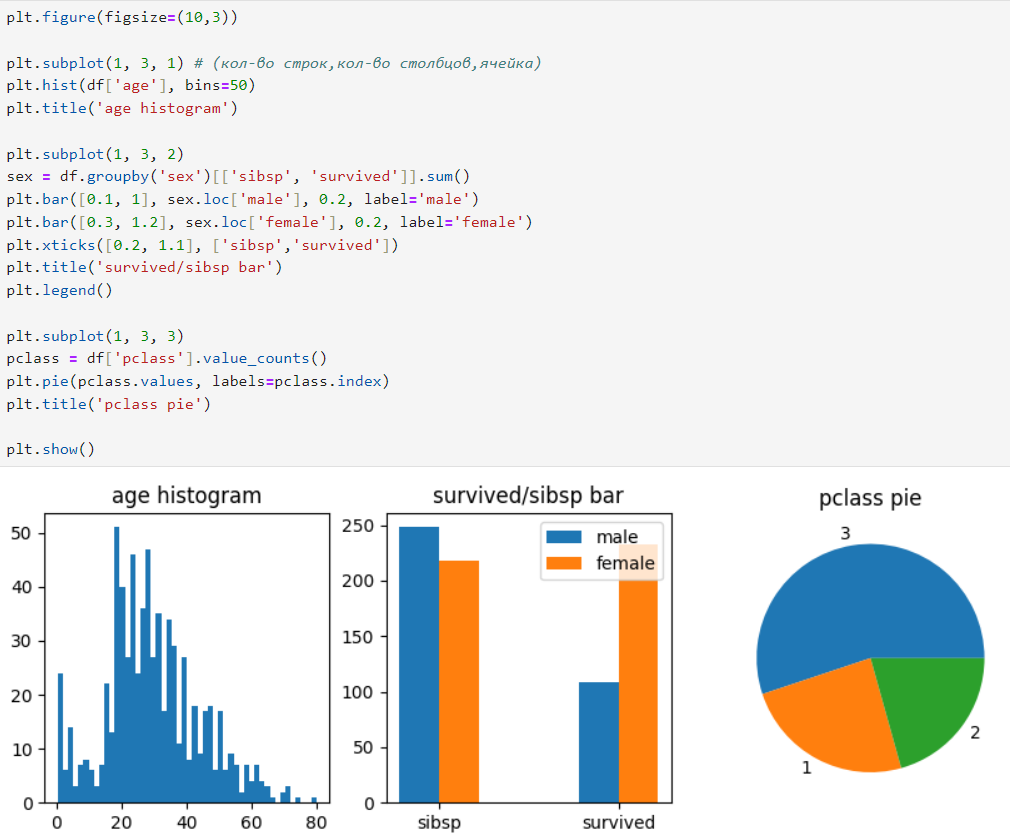 plt.figure(figsize=(10,3))
plt.subplot(1, 3, 1) # (кол-во строк,кол-во столбцов,ячейка)
plt.hist(df['age'], bins=50)
plt.title('age histogram')
plt.subplot(1, 3, 2)
sex = df.groupby('sex')[['sibsp', 'survived']].sum()
plt.bar([0.1, 1], sex.loc['male'], 0.2, label='male')
plt.bar([0.3, 1.2], sex.loc['female'], 0.2, label='female')
plt.xticks([0.2, 1.1], ['sibsp','survived'])
plt.title('survived/sibsp bar')
plt.legend()
plt.subplot(1, 3, 3)
pclass = df['pclass'].value_counts()
plt.pie(pclass.values, labels=pclass.index)
plt.title('pclass pie')
plt.show()
age histogram
50
40
30
20
10
0
0 20 40 60 80
survived/sibsp bar
250
200
150
100
50
0
male
female
sibsp survived
pclass pie
3
1
2